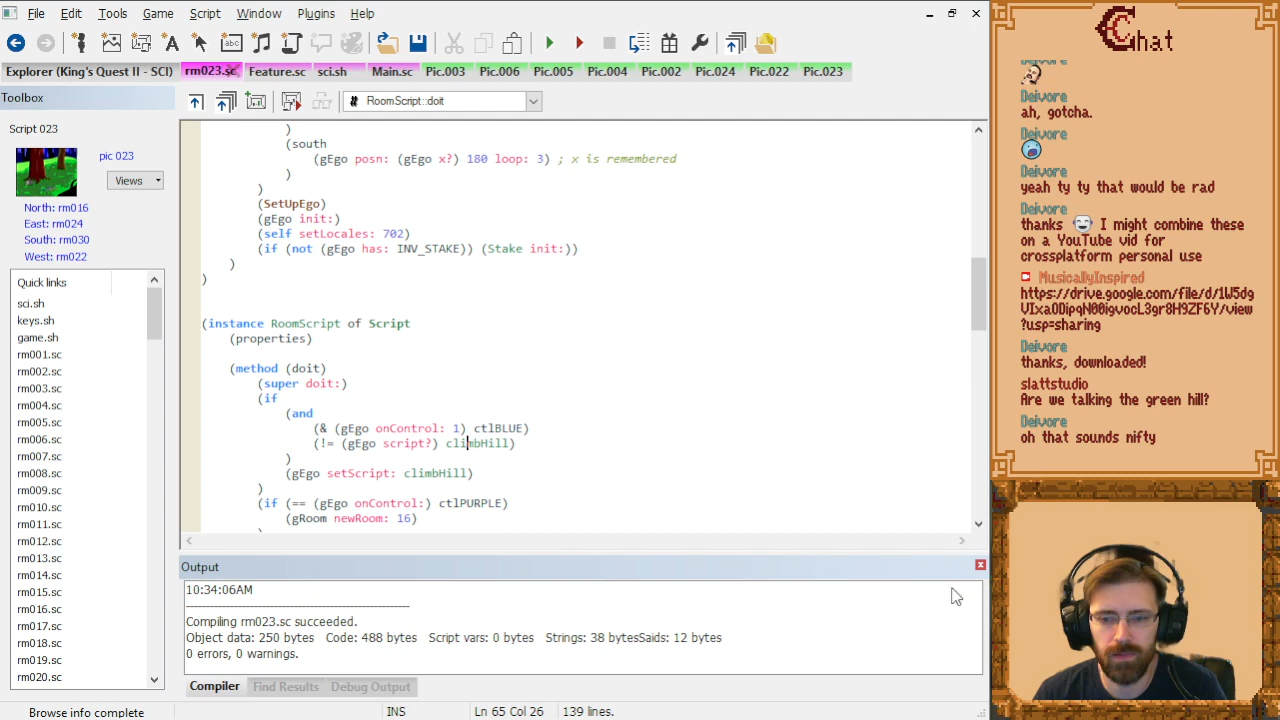 File Edit Tools Game Script Window Plugins Help
Explorer (King's Quest II - SCI) rm023.sc Feature.sc sci.sh Main.sc Pic.003 Pic.006 Pic.005 Pic.004 Pic.002 Pic.024 Pic.022 Pic.023
Toolbox
RoomScript::doit
Script 023
pic 023
Views
North: rm016
East: rm024
South: rm030
West: rm022
Quick links
sci.sh
keys.sh
game.sh
rm001.sc
rm002.sc
rm003.sc
rm004.sc
rm005.sc
rm006.sc
rm007.sc
rm008.sc
rm009.sc
rm010.sc
rm011.sc
rm012.sc
rm013.sc
rm014.sc
rm015.sc
rm016.sc
rm017.sc
rm018.sc
rm019.sc
rm020.sc
)
(south
(gEgo posn: (gEgo x?) 180 loop: 3) ; x is remembered
)
)
(SetUpEgo)
(gEgo init:)
(self setLocales: 702)
(if (not (gEgo has: INV_STAKE)) (Stake init:))
)
)
(instance RoomScript of Script
(properties)
(method (doit)
(super doit:)
(if
(and
(& (gEgo onControl: 1) ctlBLUE)
(!= (gEgo script?) climbHill)
)
(gEgo setScript: climbHill)
)
(if (== (gEgo onControl:) ctlPURPLE)
(gRoom newRoom: 16)
Output
10:34:06AM
Compiling rm023.sc succeeded.
Object data: 250 bytes Code: 488 bytes Script vars: 0 bytes Strings: 38 bytesSaids: 12 bytes
0 errors, 0 warnings.
Compiler Find Results Debug Output
Browse info complete INS Ln 65 Col 26 139 lines.
Chat
Deivore
ah, gotcha.
Deivore
Deivore
yeah ty ty that would be rad
Deivore
thanks I might combine these
on a YouTube vid for
crossplatform personal use
MusicallyInspired
Deivore
thanks, downloaded!
slattstudio
Are we talking the green hill?
Deivore
oh that sounds nifty